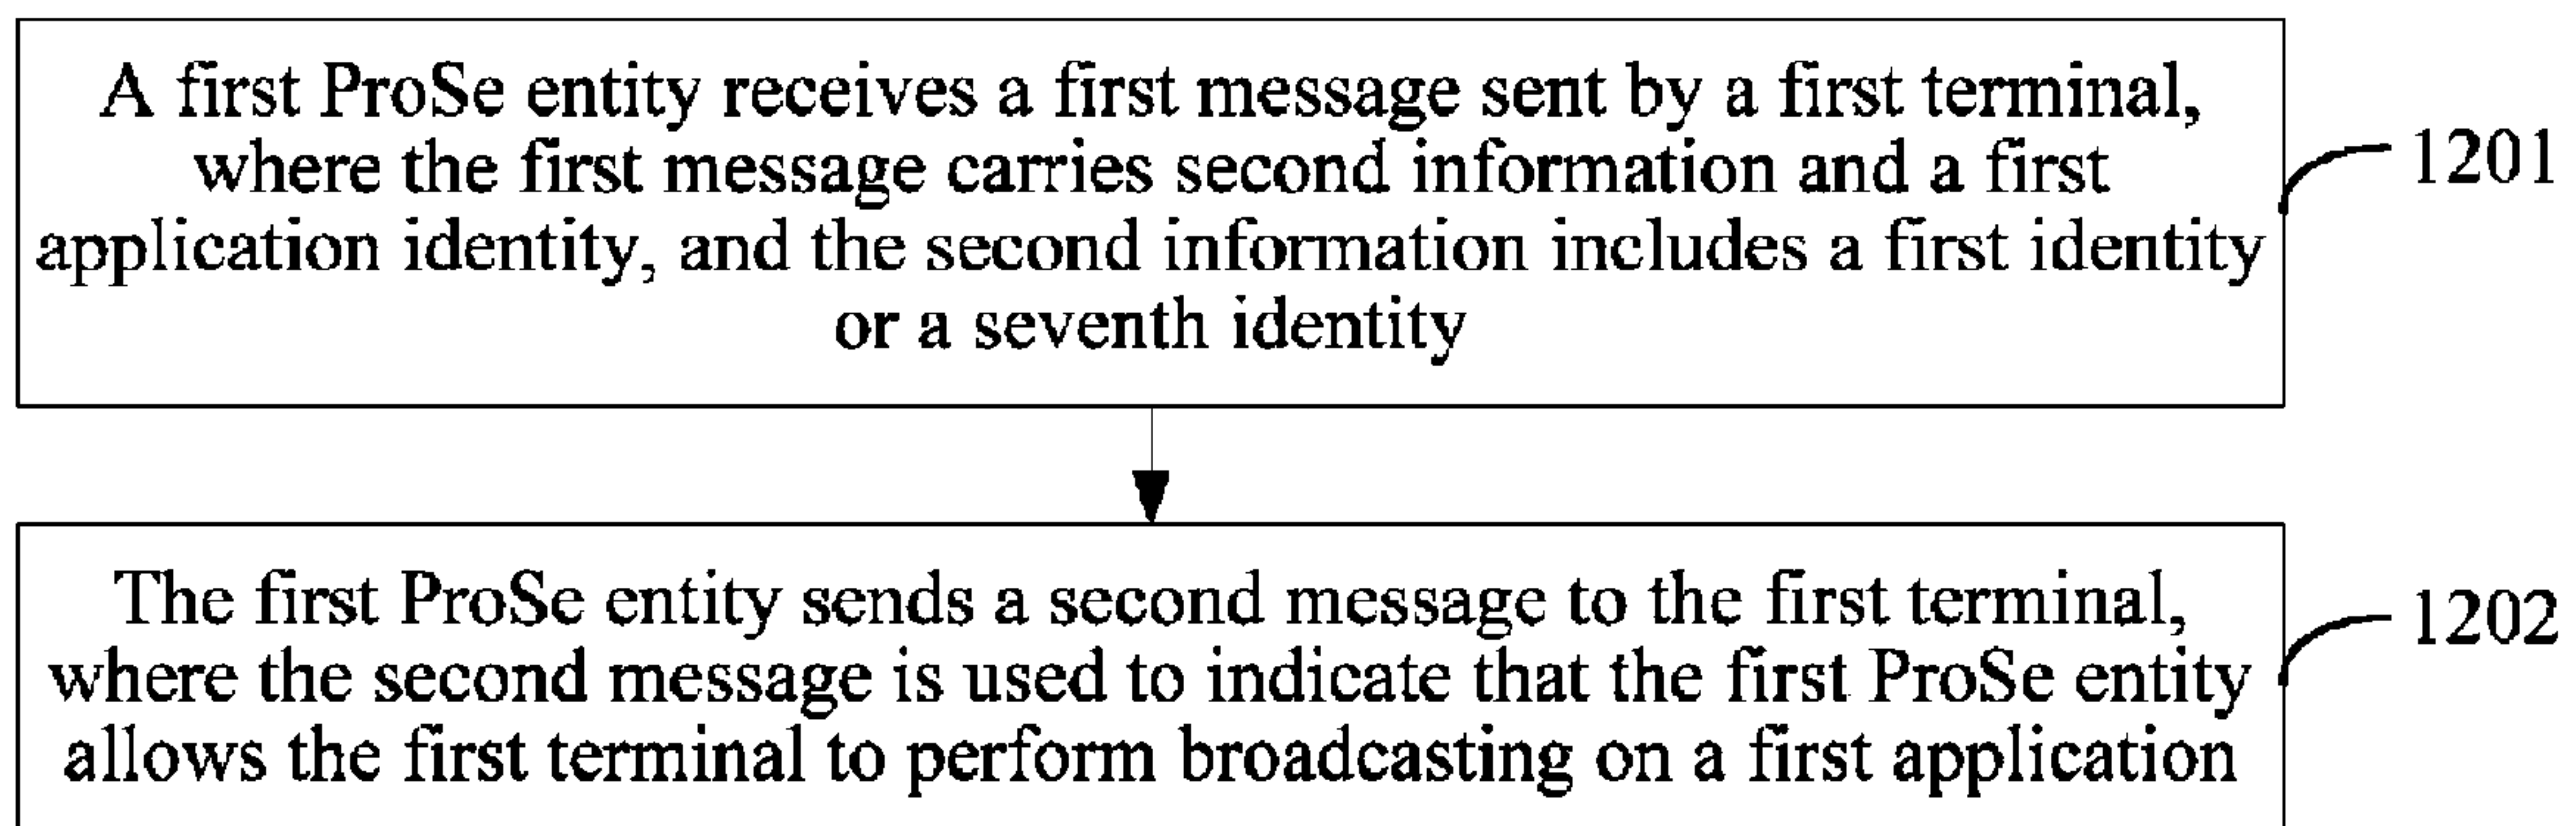 A first ProSe entity receives a first message sent by a first terminal,
where the first message carries second information and a first
application identity, and the second information includes a first identity
or a seventh identity
1201
The first ProSe entity sends a second message to the first terminal,
where the second message is used to indicate that the first ProSe entity
allows the first terminal to perform broadcasting on a first application
1202